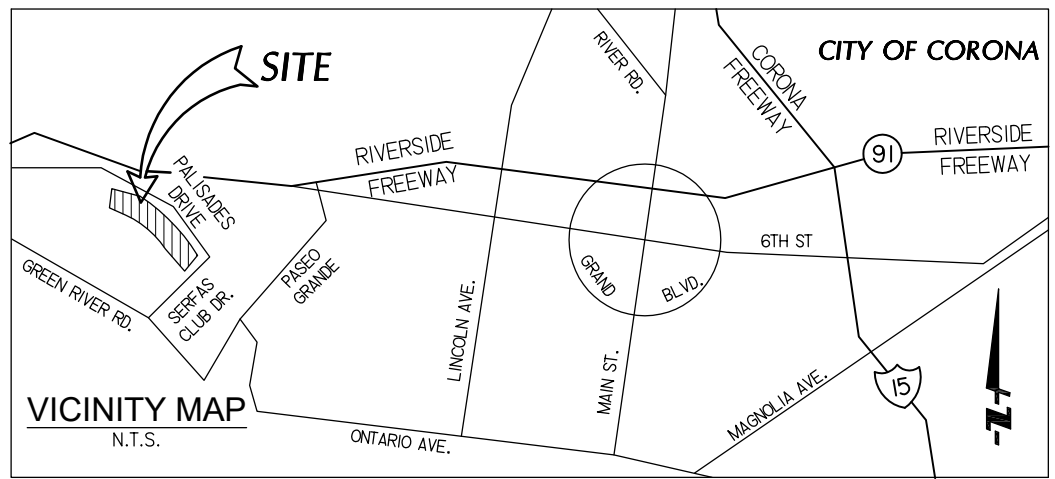 SITE
CITY OF CORONA
RIVER RD.
CORONA
FREEWAY
RIVERSIDE
FREEWAY
91
RIVERSIDE
FREEWAY
PALISADES
DRIVE
6TH ST
GRAND
BLVD.
PASEO
GRANDE
GREEN RIVER RD.
SERFAS
CLUB DR.
LINCOLN AVE.
MAIN ST.
MAGNOLIA AVE.
15
ONTARIO AVE.
VICINITY MAP
N.T.S.
N